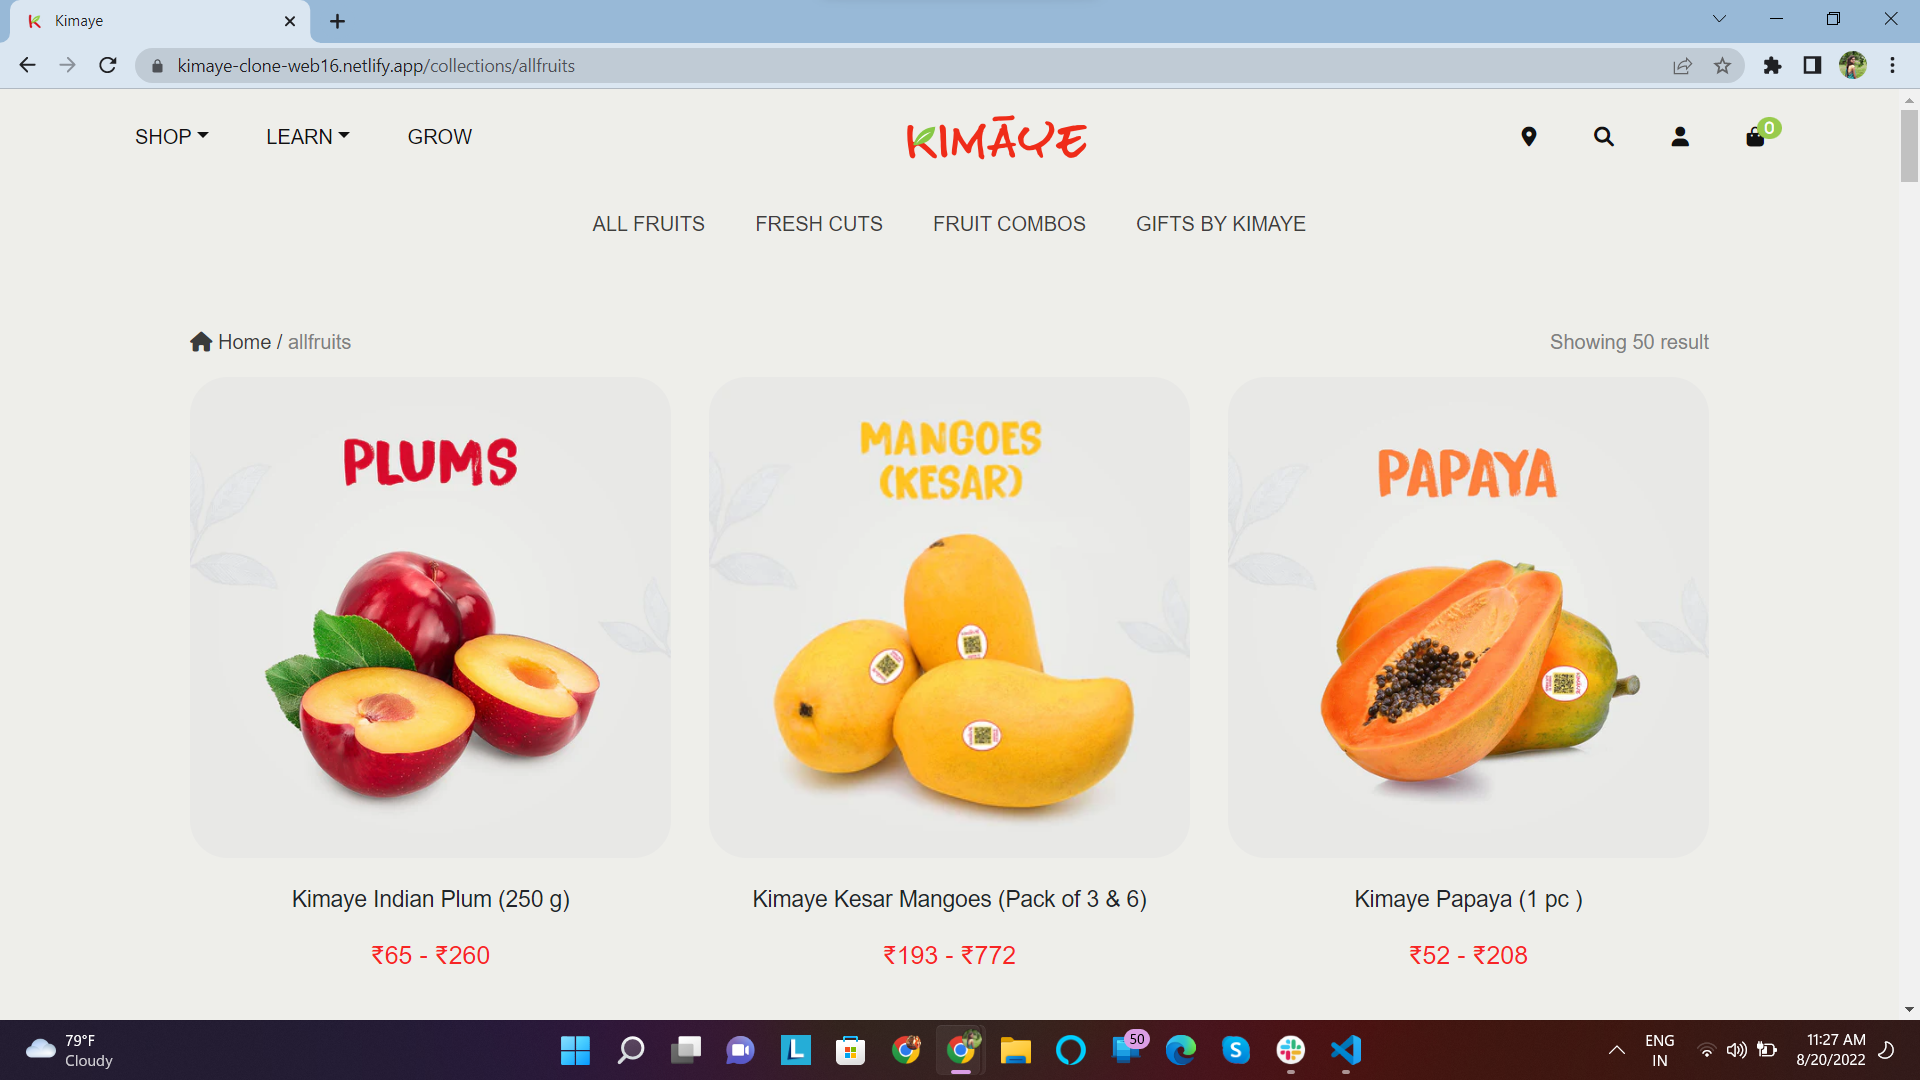 Kimaye
kimaye-clone-web16.netlify.app/collections/allfruits
SHOP LEARN GROW
KIMĀYE
0
ALL FRUITS FRESH CUTS FRUIT COMBOS GIFTS BY KIMAYE
Home / allfruits
Showing 50 result
PLUMS
MANGOES
(KESAR)
PAPAYA
Kimaye Indian Plum (250 g)
Kimaye Kesar Mangoes (Pack of 3 & 6)
Kimaye Papaya (1 pc )
₹65 - ₹260
₹193 - ₹772
₹52 - ₹208
79°F
Cloudy
L
50
S
ENG
IN
11:27 AM
8/20/2022